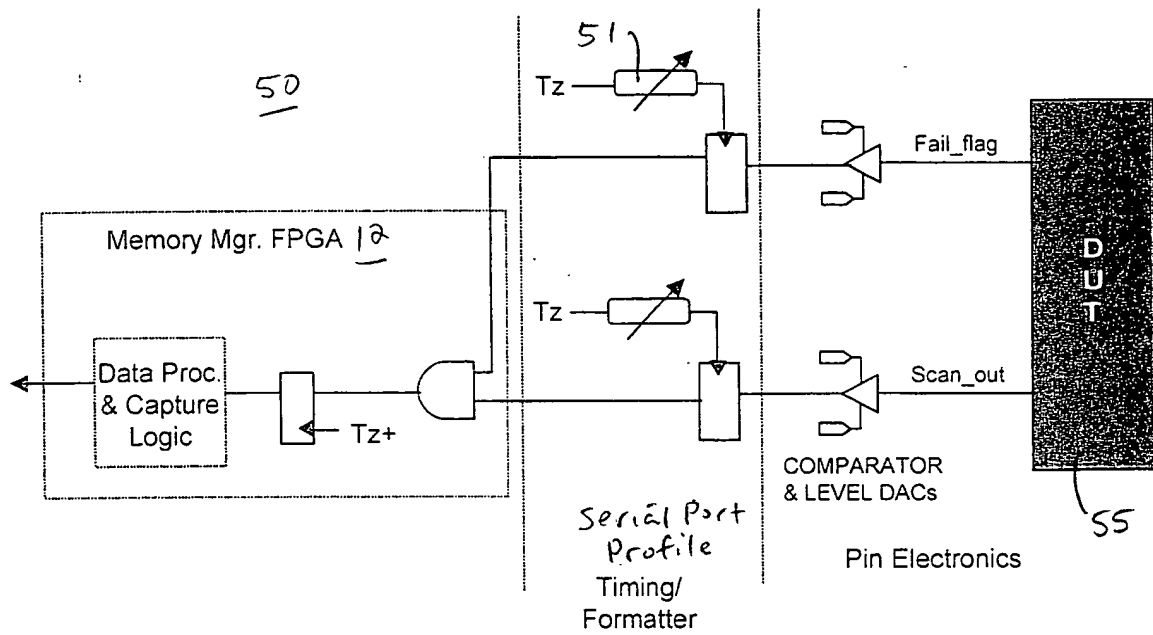 50
51
Tz
Fail_flag
Memory Mgr. FPGA 12
Tz
DUT
Data Proc.
& Capture
Logic
Tz+
Scan_out
COMPARATOR
& LEVEL DACs
55
Serial Port
Profile
Timing/
Formatter
Pin Electronics